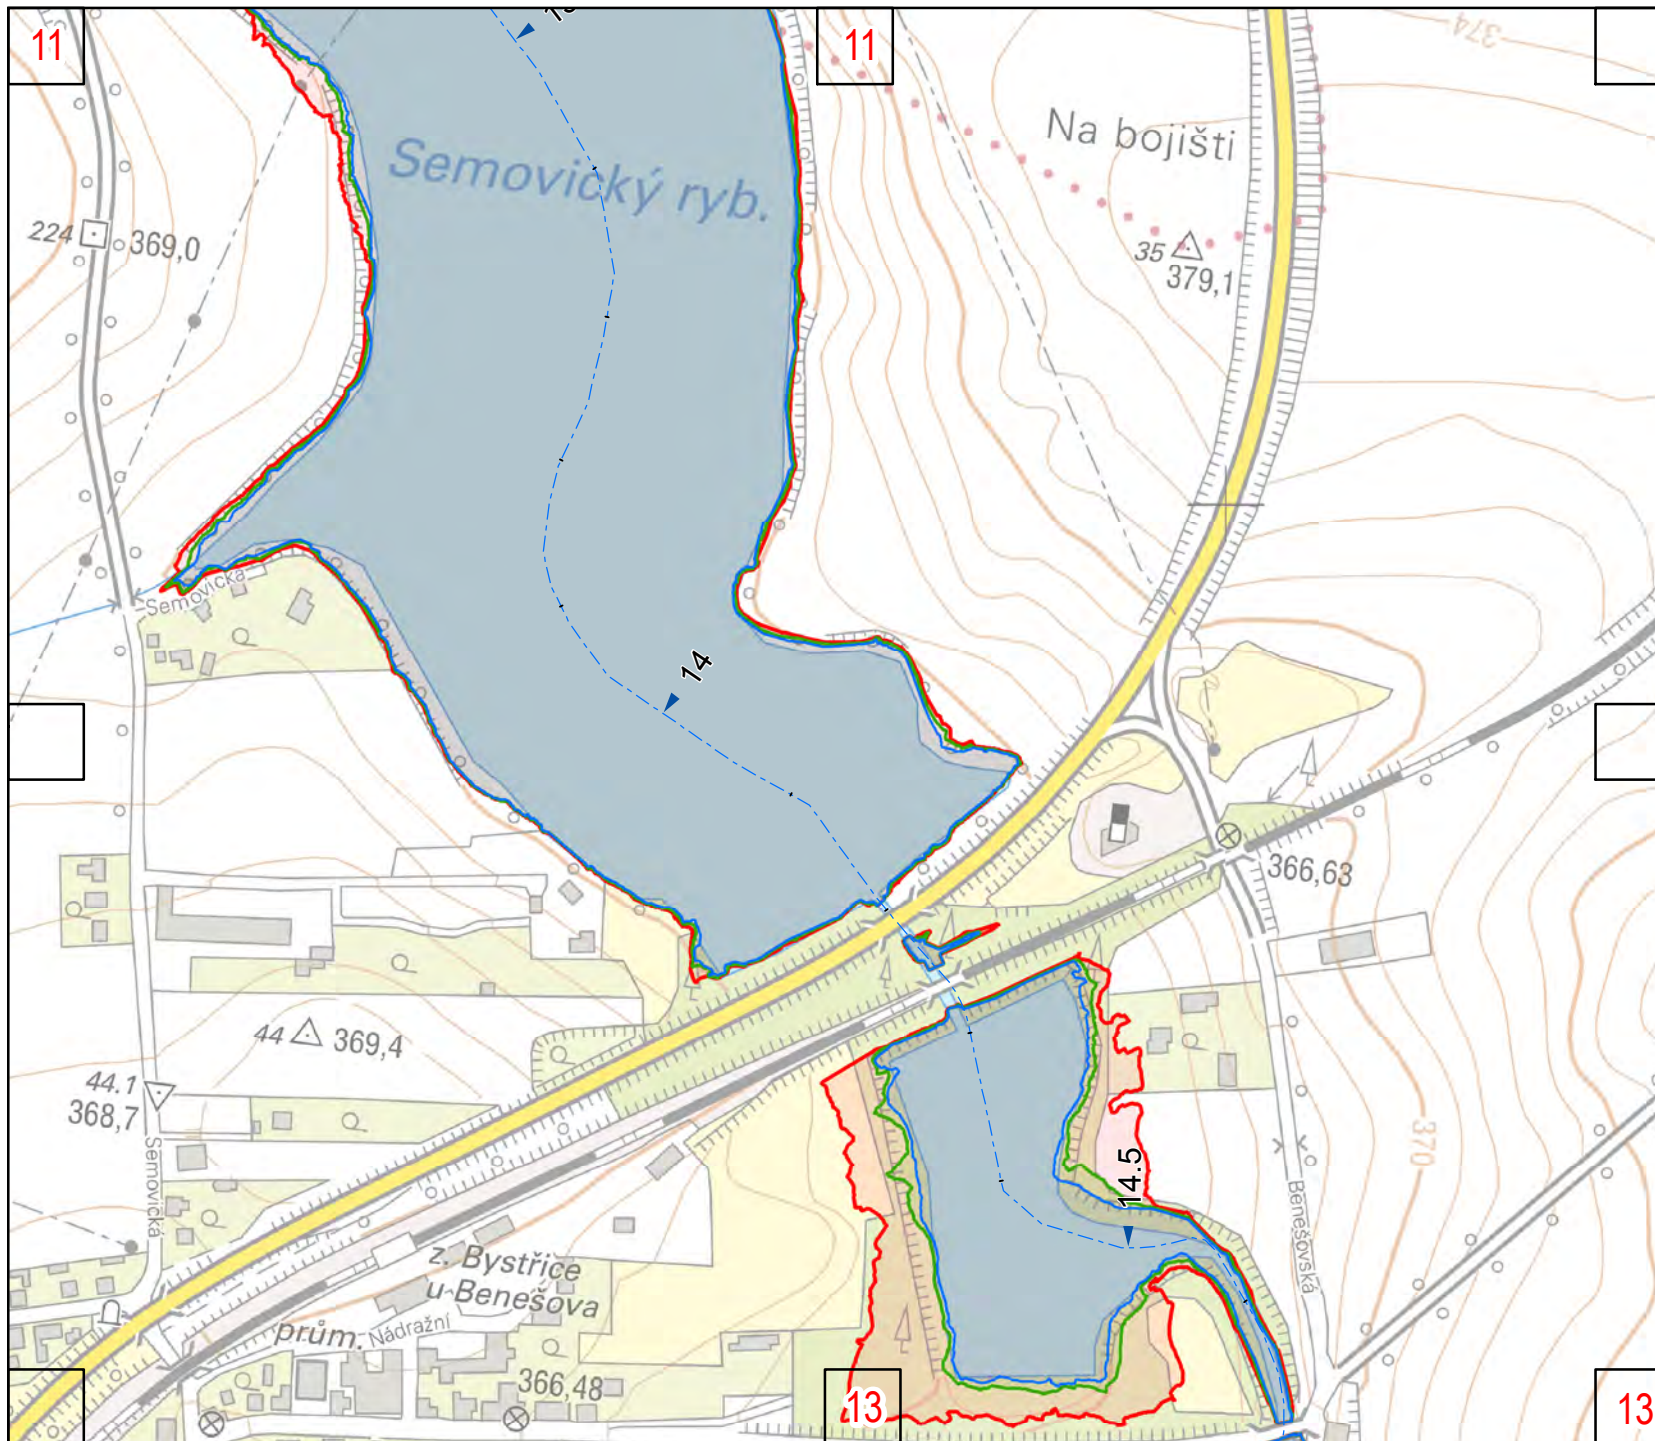 11
11
374
Na bojišti
Semovický ryb.
224
369,0
35
379,1
Semovická
14
366,63
44
369,4
44.1
368,7
370
14.5
Semovická
Benešovská
z. Bystřice
u Benešova
prům.
Nádražní
366,48
13
13